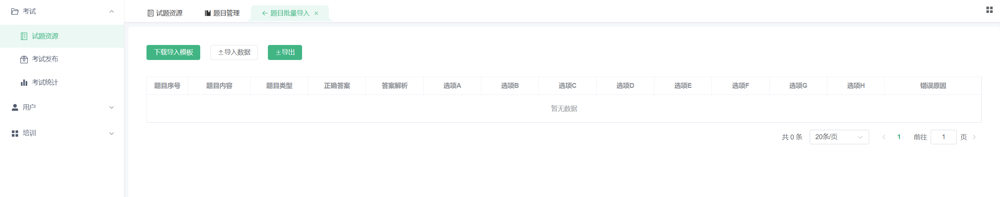 考试
试题资源
考试发布
考试统计
用户
培训
试题资源 题目管理 题目批量导入
下载导入模板 导入数据 导出
题目序号 题目内容 题目类型 正确答案 答案解析 选项A 选项B 选项C 选项D 选项E 选项F 选项G 选项H 错误原因
暂无数据
共 0 条 20条/页 1 前往 1 页